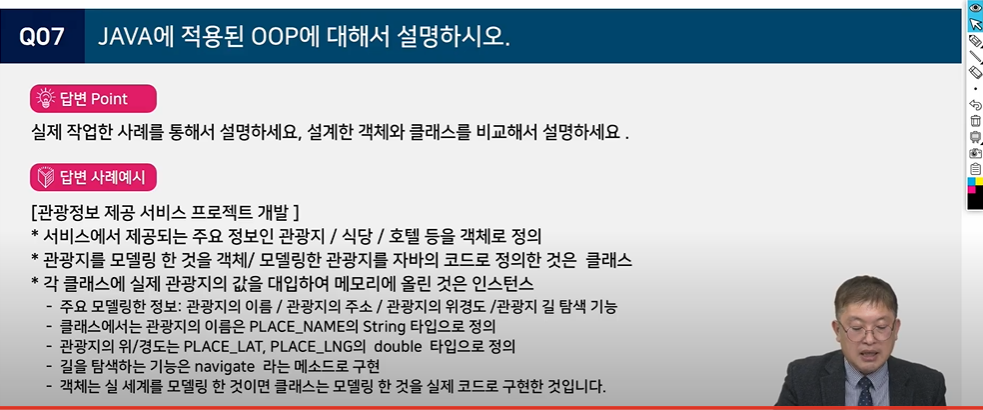 Q07 JAVA에 적용된 OOP에 대해서 설명하시오.
답변 Point
실제 작업한 사례를 통해서 설명하세요, 설계한 객체와 클래스를 비교해서 설명하세요 .
답변 사례예시
[관광정보 제공 서비스 프로젝트 개발 ]
* 서비스에서 제공되는 주요 정보인 관광지 / 식당 / 호텔 등을 객체로 정의
* 관광지를 모델링 한 것을 객체/ 모델링한 관광지를 자바의 코드로 정의한 것은 클래스
* 각 클래스에 실제 관광지의 값을 대입하여 메모리에 올린 것은 인스턴스
- 주요 모델링한 정보: 관광지의 이름 / 관광지의 주소 / 관광지의 위경도 /관광지 길 탐색 기능
- 클래스에서는 관광지의 이름은 PLACE_NAME의 String 타입으로 정의
- 관광지의 위/경도는 PLACE_LAT, PLACE_LNG의 double 타입으로 정의
- 길을 탐색하는 기능은 navigate 라는 메소드로 구현
- 객체는 실 세계를 모델링 한 것이면 클래스는 모델링 한 것을 실제 코드로 구현한 것입니다.